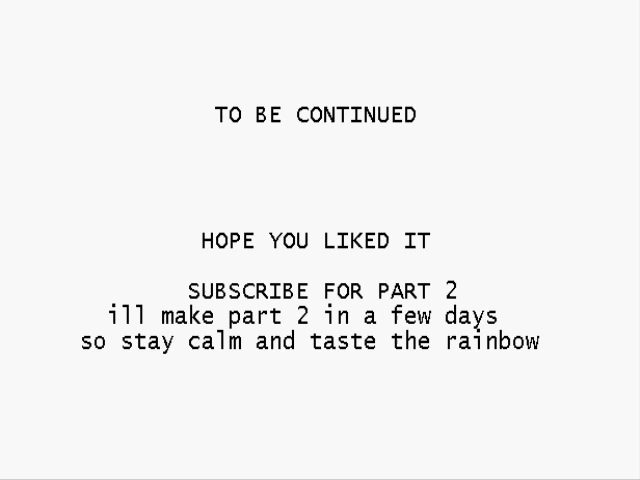 TO BE CONTINUED
HOPE YOU LIKED IT
SUBSCRIBE FOR PART 2
ill make part 2 in a few days
so stay calm and taste the rainbow